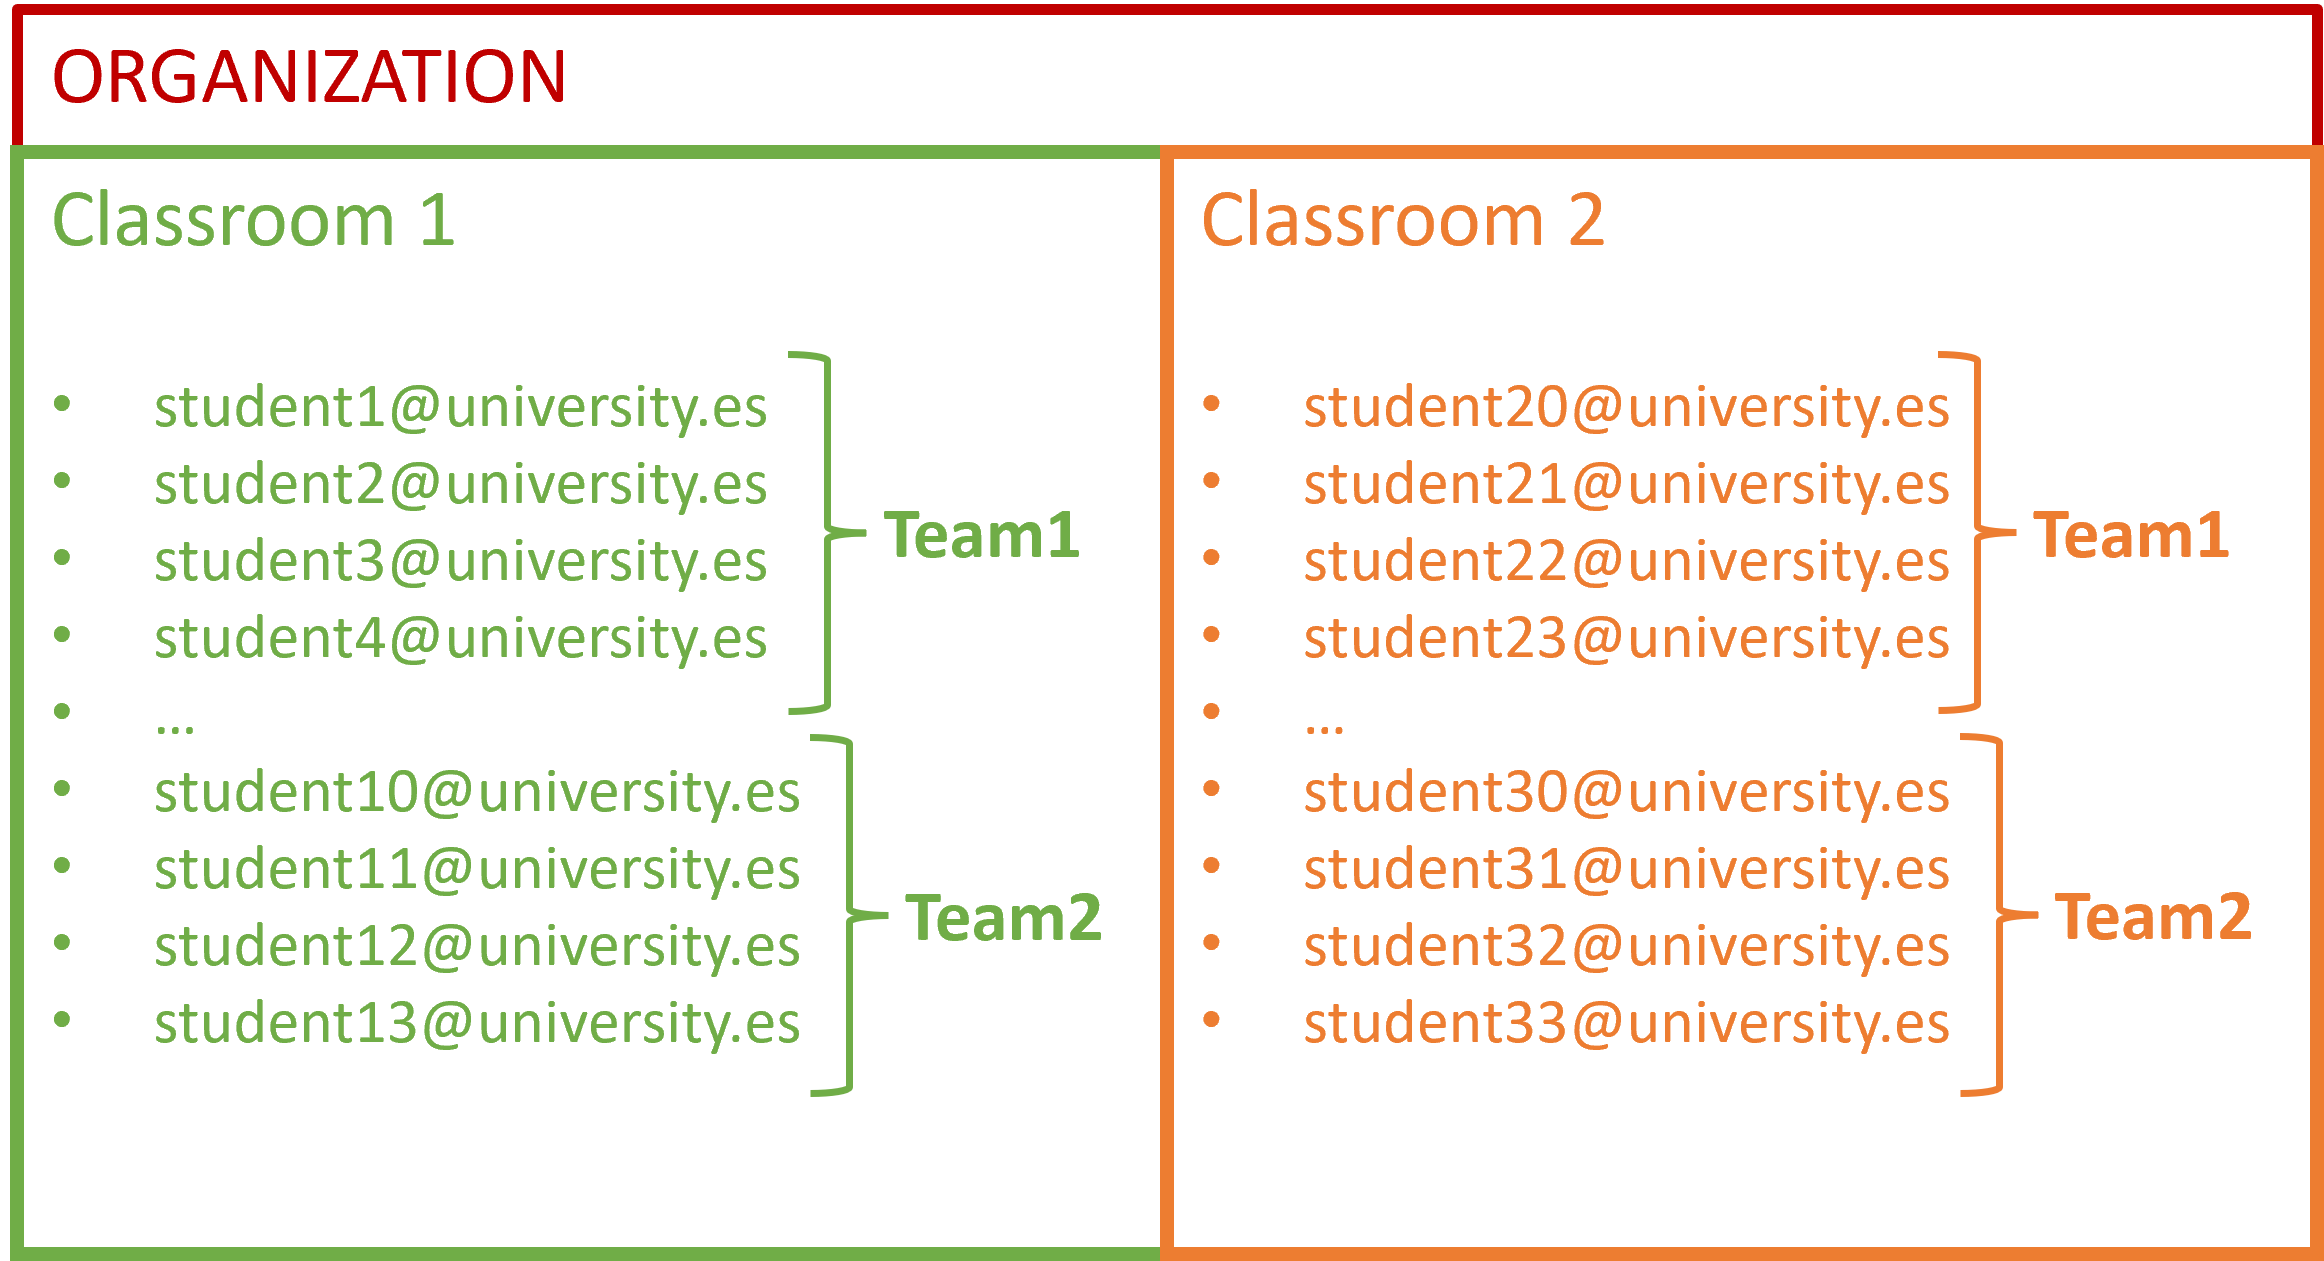 ORGANIZATION
Classroom 1
• student1@university.es
• student2@university.es
• student3@university.es
• student4@university.es
• ...
Team1
• student10@university.es
• student11@university.es
• student12@university.es
• student13@university.es
Team2
Classroom 2
• student20@university.es
• student21@university.es
• student22@university.es
• student23@university.es
• ...
Team1
• student30@university.es
• student31@university.es
• student32@university.es
• student33@university.es
Team2